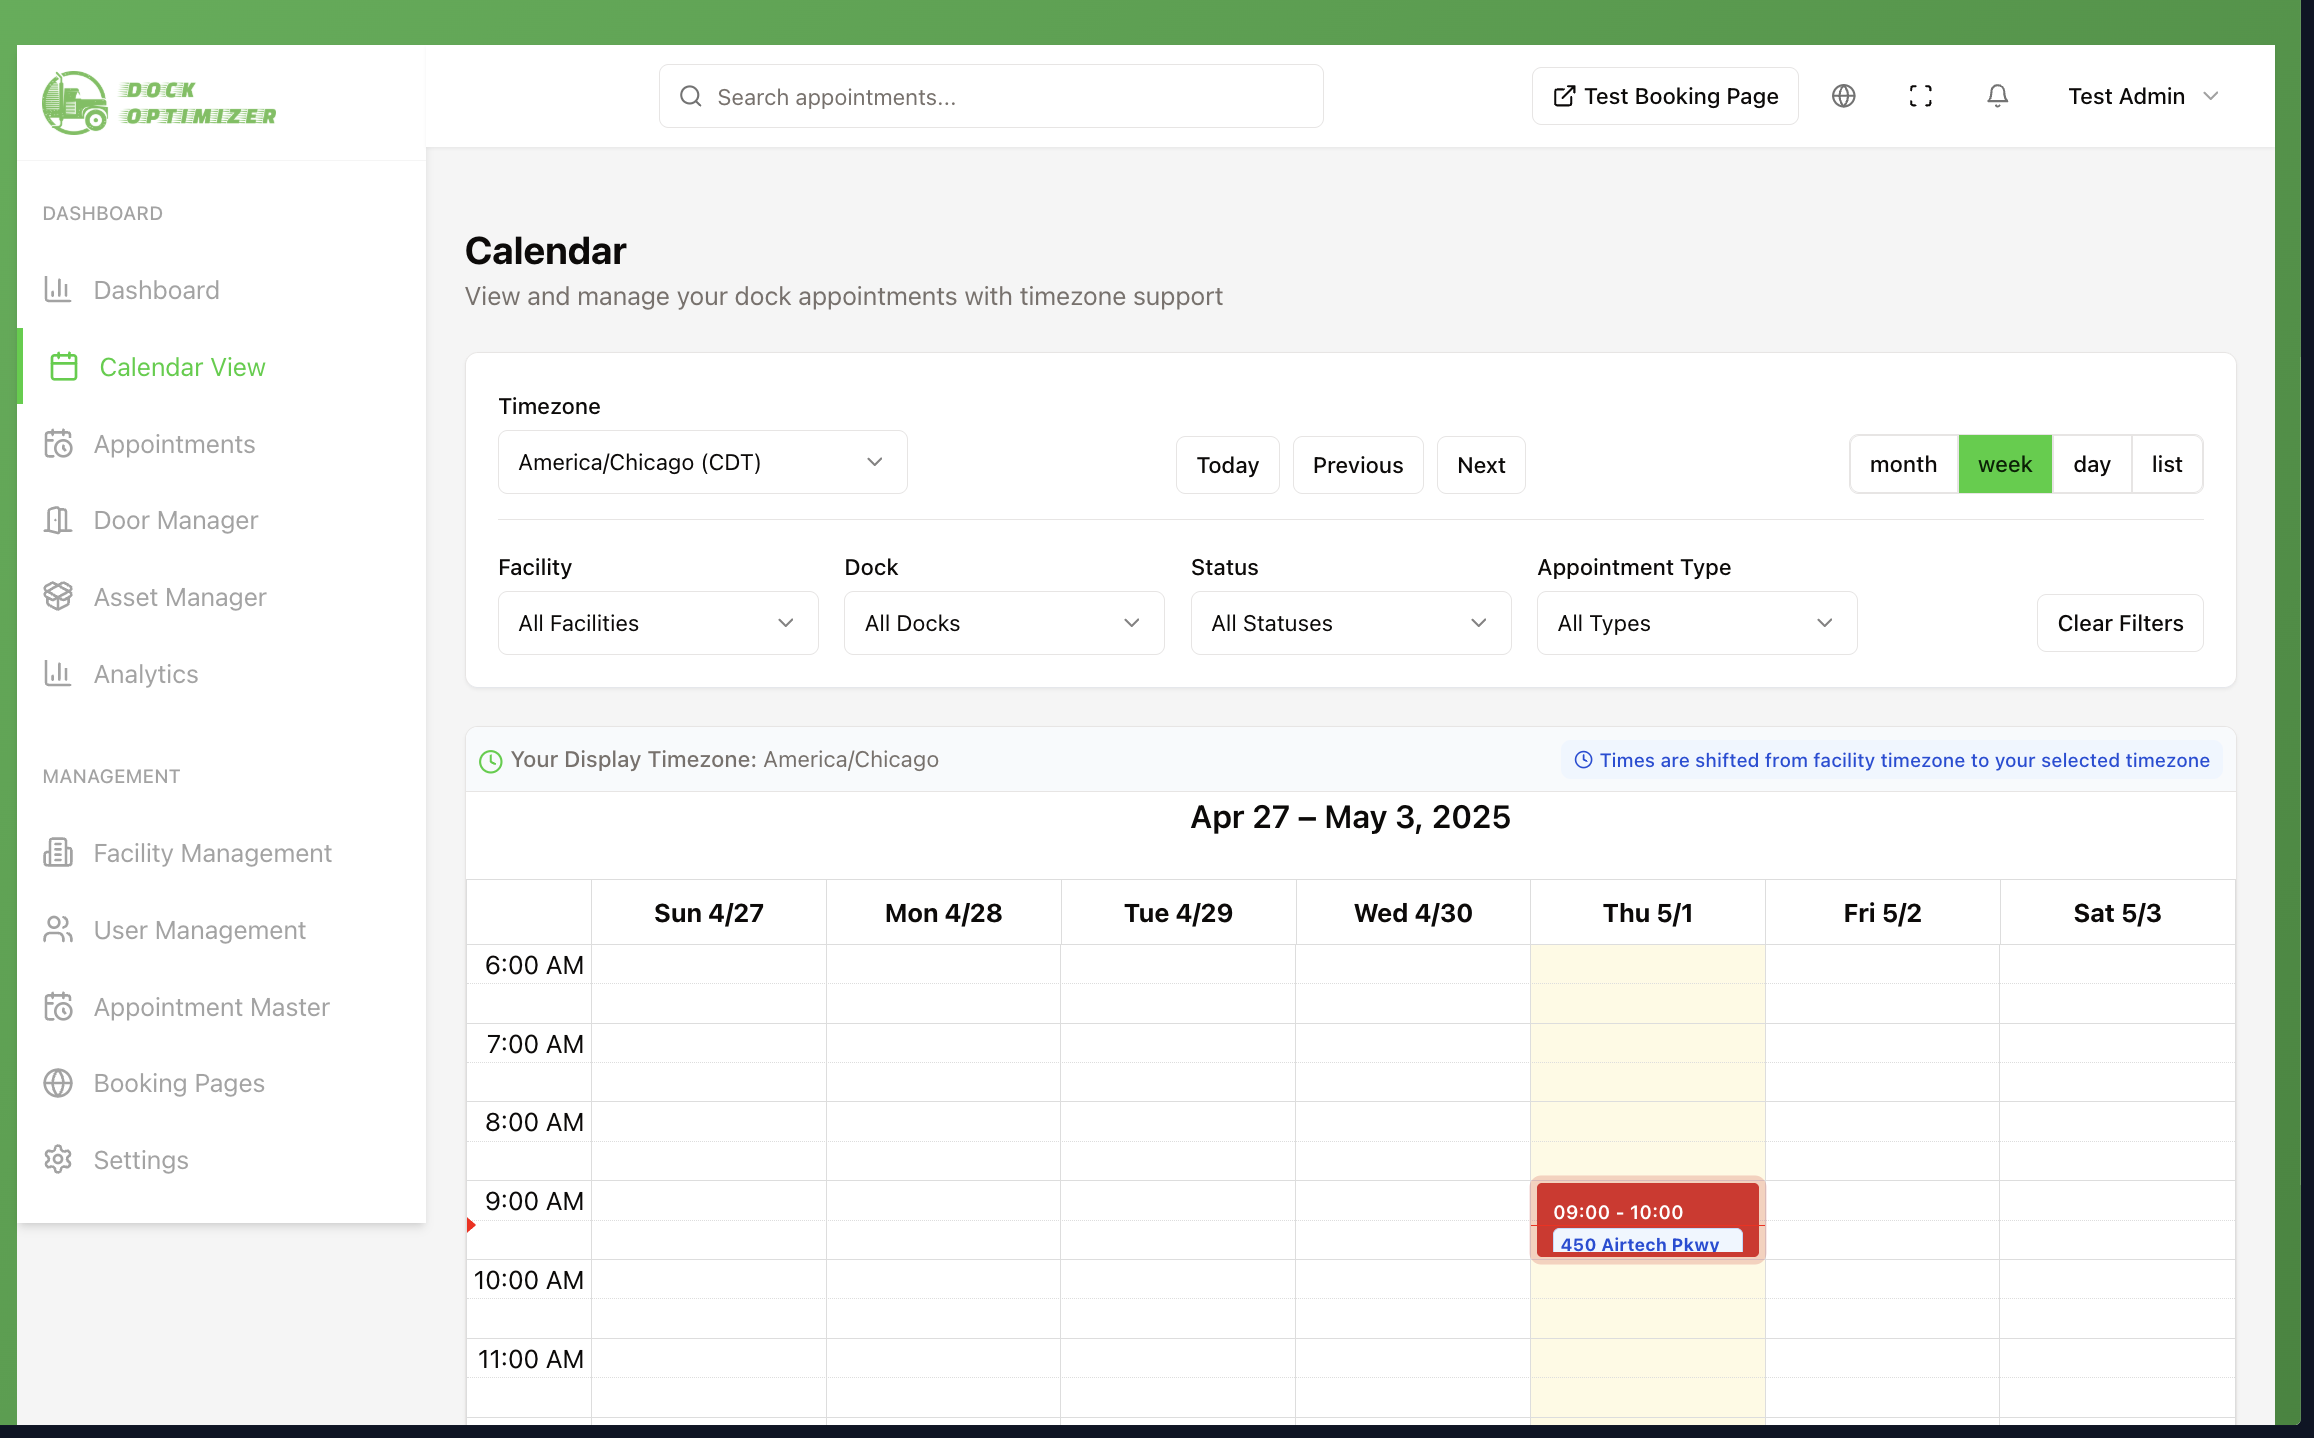 DOCK
OPTIMIZER
Search appointments...
Test Booking Page
Test Admin
DASHBOARD
Dashboard
Calendar View
Appointments
Door Manager
Asset Manager
Analytics
MANAGEMENT
Facility Management
User Management
Appointment Master
Booking Pages
Settings
Calendar
View and manage your dock appointments with timezone support
Timezone
America/Chicago (CDT)
Today
Previous
Next
month
week
day
list
Facility
Dock
Status
Appointment Type
All Facilities
All Docks
All Statuses
All Types
Clear Filters
Your Display Timezone: America/Chicago
Times are shifted from facility timezone to your selected timezone
Apr 27 – May 3, 2025
Sun 4/27
Mon 4/28
Tue 4/29
Wed 4/30
Thu 5/1
Fri 5/2
Sat 5/3
6:00 AM
7:00 AM
8:00 AM
9:00 AM
09:00 - 10:00
450 Airtech Pkwy
10:00 AM
11:00 AM